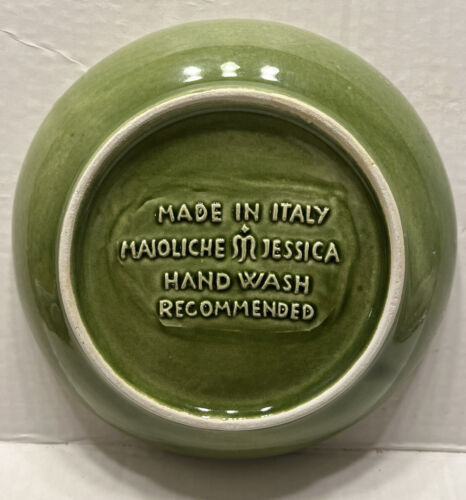 MADE IN ITALY
MAIOLICHE M JESSICA
HAND WASH
RECOMMENDED